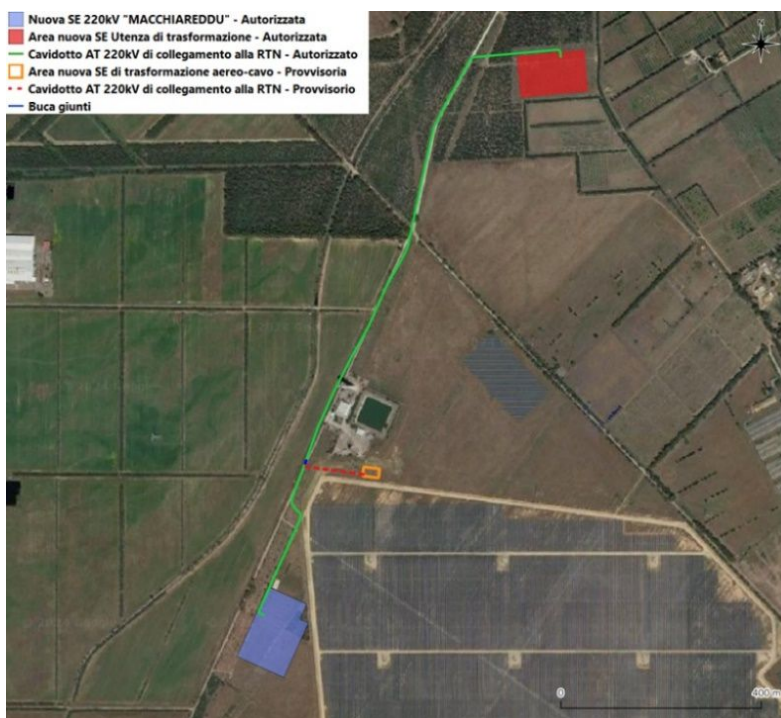 Nuova SE 220kV "MACCHIAREDDU" - Autorizzata
Area nuova SE Utenza di trasformazione - Autorizzata
Cavidotto AT 220kV di collegamento alla RTN - Autorizzato
Area nuova SE di trasformazione aereo-cavo - Provvisoria
Cavidotto AT 220kV di collegamento alla RTN - Provvisorio
Buca giunti
0 400 m